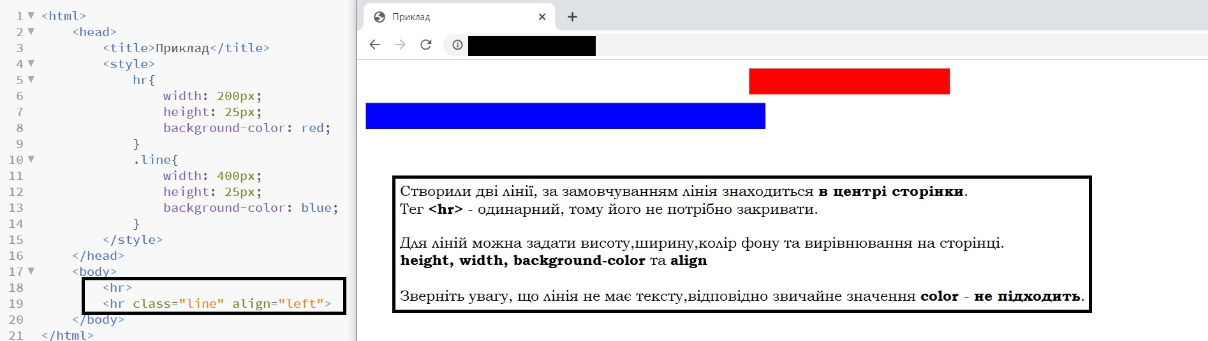 1 <html>
2 <head>
3 <title>Приклад</title>
4 <style>
5 hr{
6 width: 200px;
7 height: 25px;
8 background-color: red;
9 }
10 .line{
11 width: 400px;
12 height: 25px;
13 background-color: blue;
14 }
15 </style>
16 </head>
17 <body>
18 <hr>
19 <hr class="line" align="left">
20 </body>
21 </html>
Приклад
Створили дві лінії, за замовчуванням лінія знаходиться в центрі сторінки.
Тег <hr> - одинарний, тому його не потрібно закривати.
Для ліній можна задати висоту,ширину,колір фону та вирівнювання на сторінці.
height, width, background-color та align
Зверніть увагу, що лінія не має тексту,відповідно звичайне значення color - не підходить.